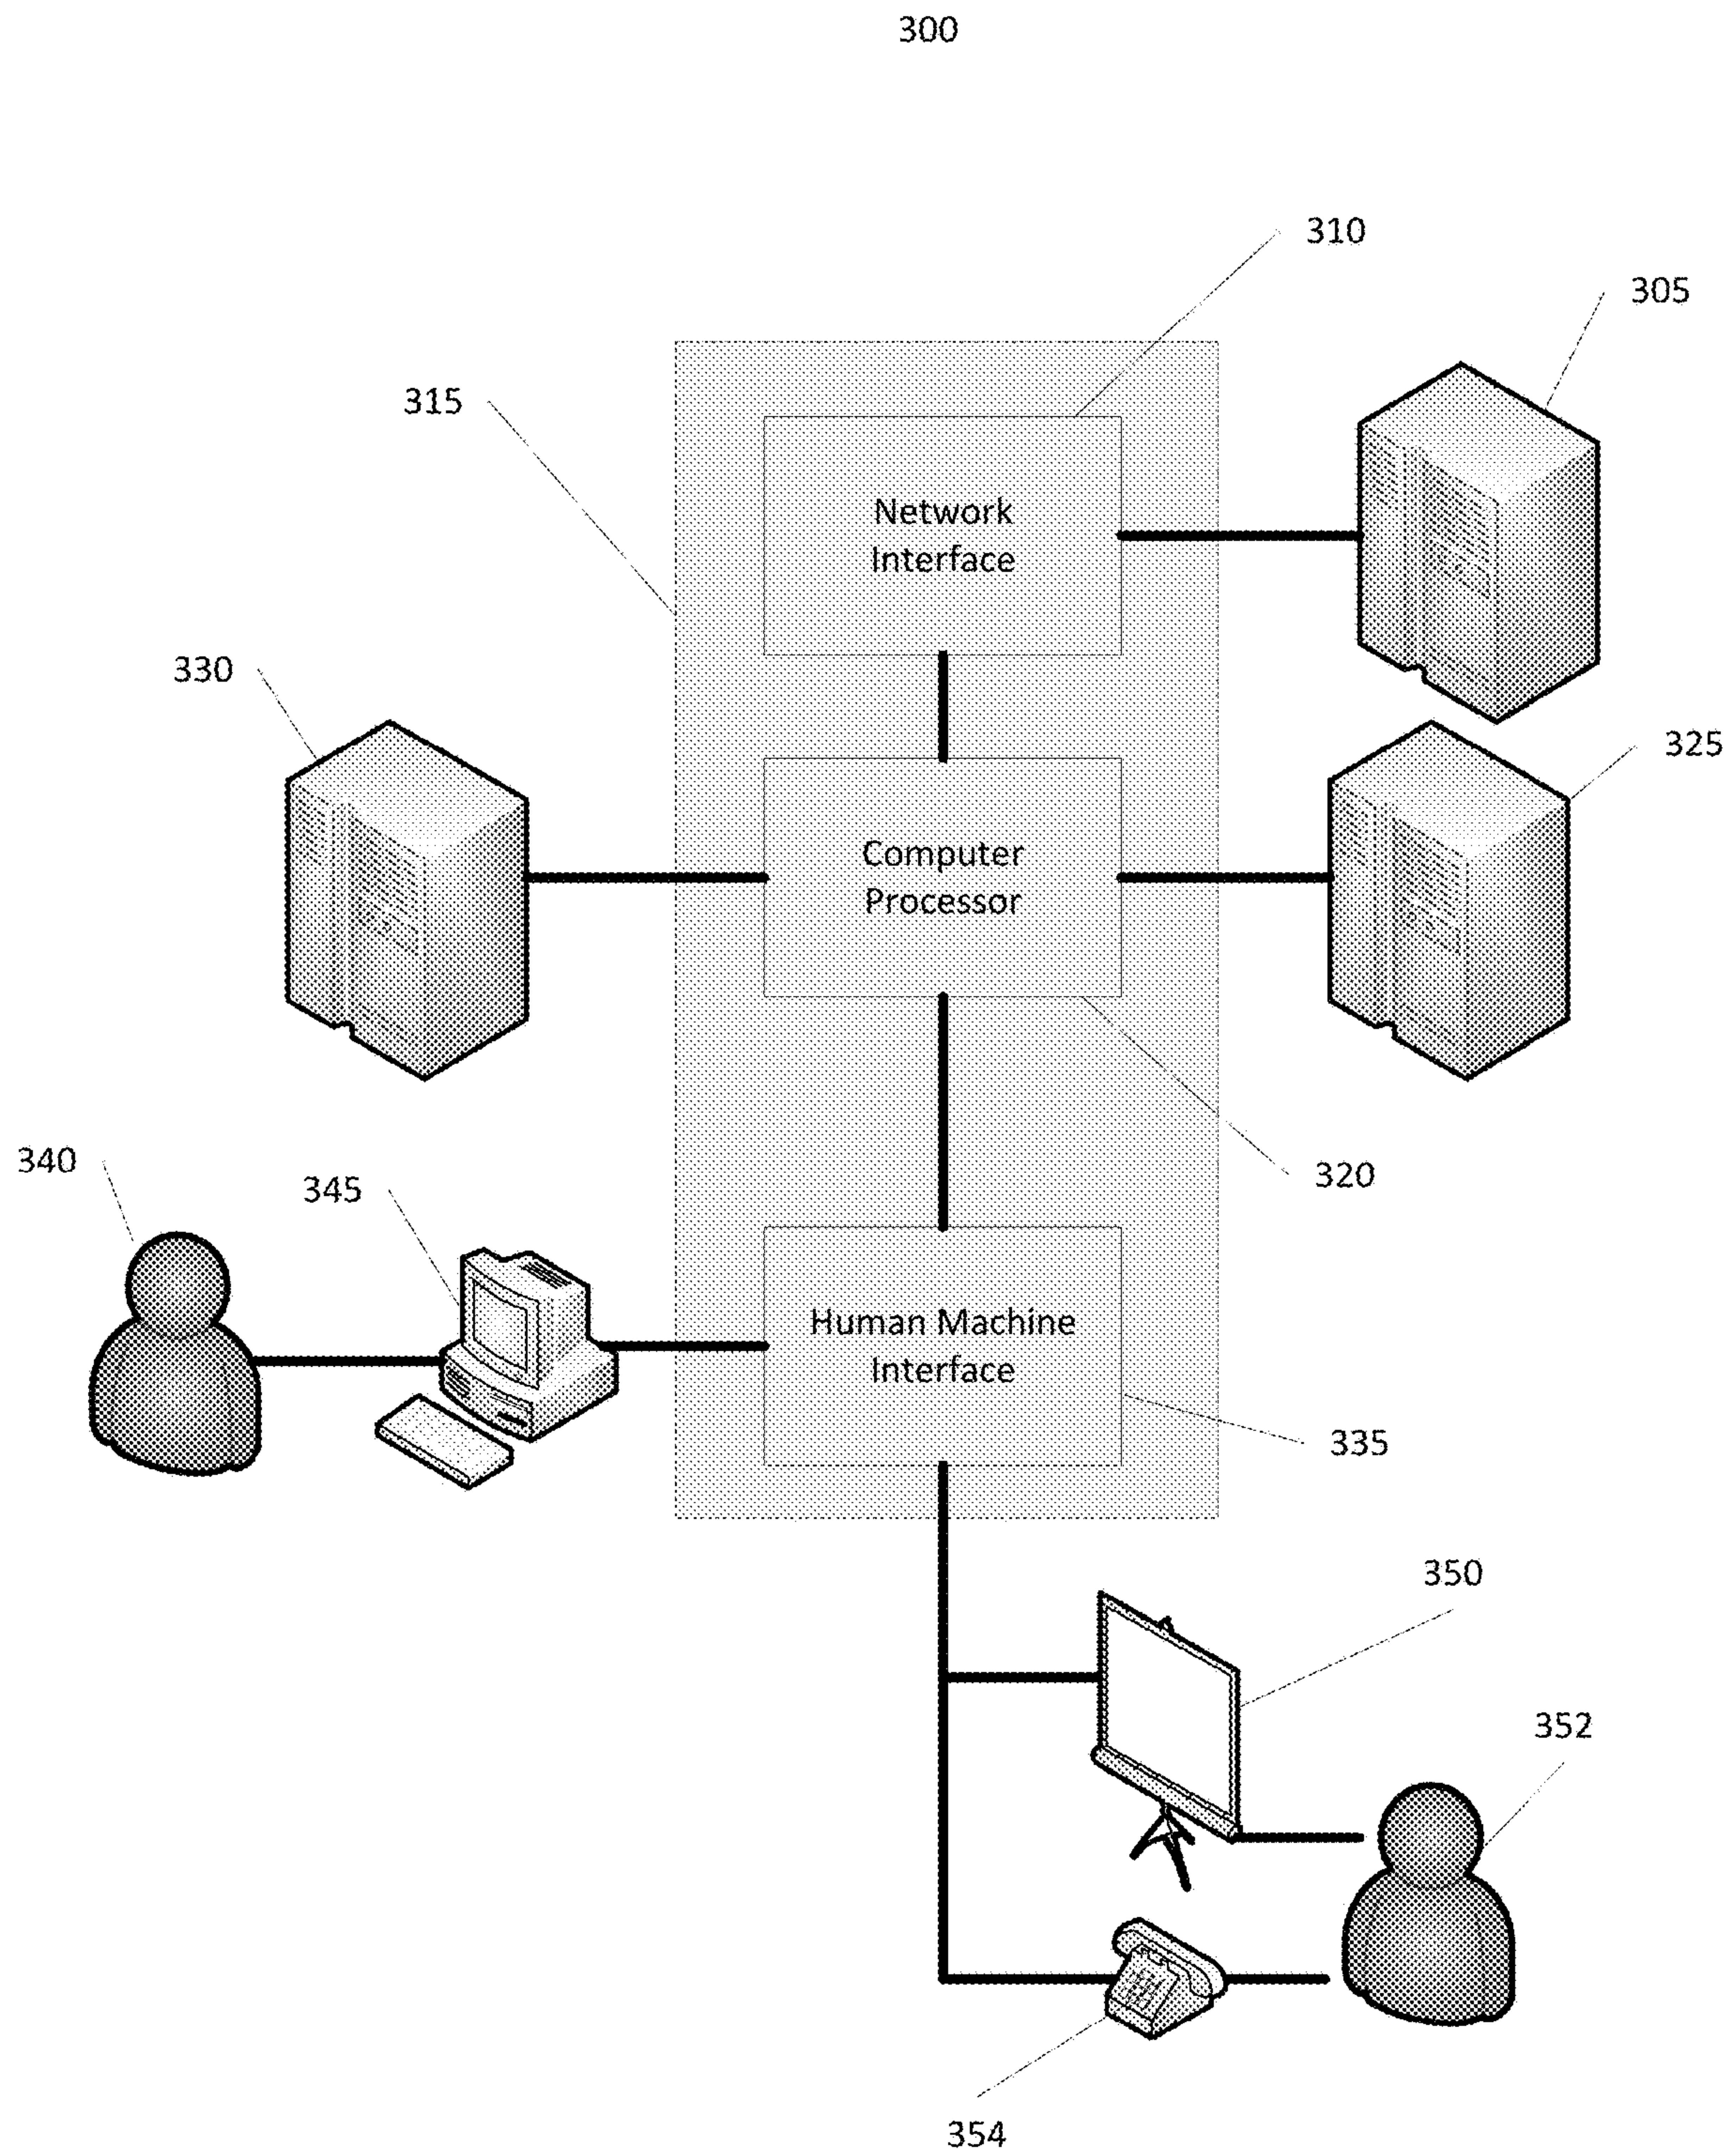 300
310
305
315
Network
Interface
330
325
Computer
Processor
340
345
320
Human Machine
Interface
335
350
352
354